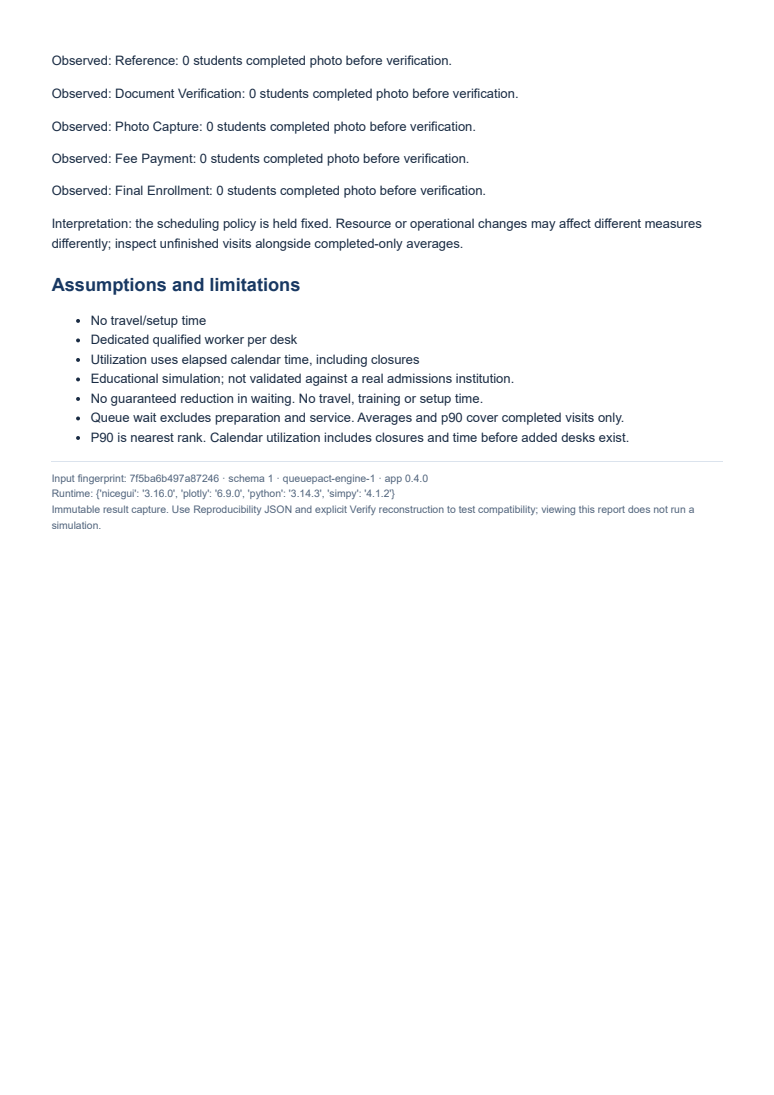 Observed: Reference: 0 students completed photo before verification.
Observed: Document Verification: 0 students completed photo before verification.
Observed: Photo Capture: 0 students completed photo before verification.
Observed: Fee Payment: 0 students completed photo before verification.
Observed: Final Enrollment: 0 students completed photo before verification.
Interpretation: the scheduling policy is held fixed. Resource or operational changes may affect different measures
differently; inspect unfinished visits alongside completed-only averages.
Assumptions and limitations
• No travel/setup time
• Dedicated qualified worker per desk
• Utilization uses elapsed calendar time, including closures
• Educational simulation; not validated against a real admissions institution.
• No guaranteed reduction in waiting. No travel, training or setup time.
• Queue wait excludes preparation and service. Averages and p90 cover completed visits only.
• P90 is nearest rank. Calendar utilization includes closures and time before added desks exist.
Input fingerprint: 7f5ba6b497a87246 · schema 1 · queuepact-engine-1 · app 0.4.0
Runtime: {'nicegui': '3.16.0', 'plotly': '6.9.0', 'python': '3.14.3', 'simpy': '4.1.2'}
Immutable result capture. Use Reproducibility JSON and explicit Verify reconstruction to test compatibility; viewing this report does not run a
simulation.